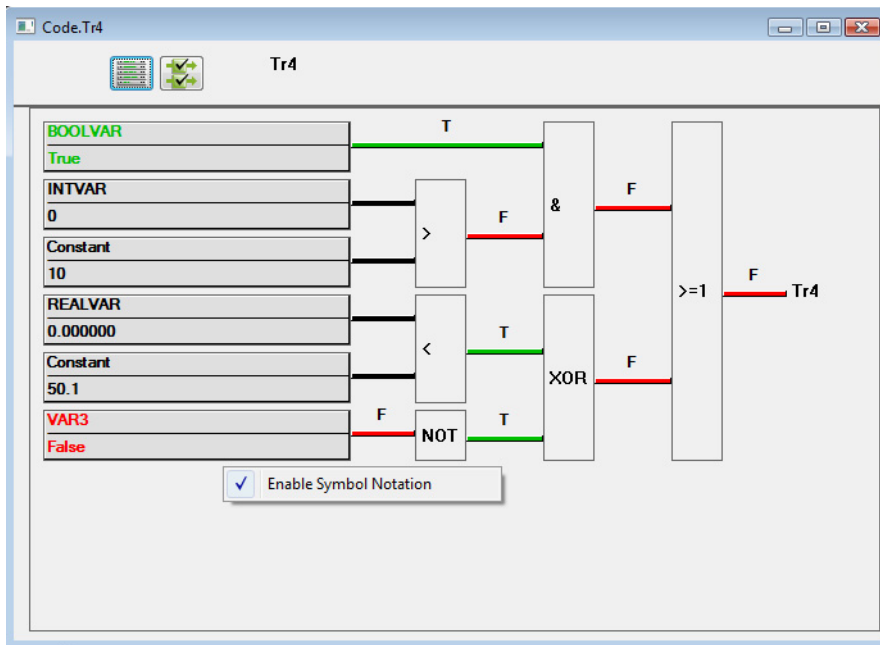 Code.Tr4
Tr4
BOOLVAR
True
T
INTVAR
0
Constant
10
>
F
&
F
REALVAR
0.000000
Constant
50.1
<
T
XOR
F
VAR3
False
F
NOT
T
>=1
F
Tr4
✓ Enable Symbol Notation